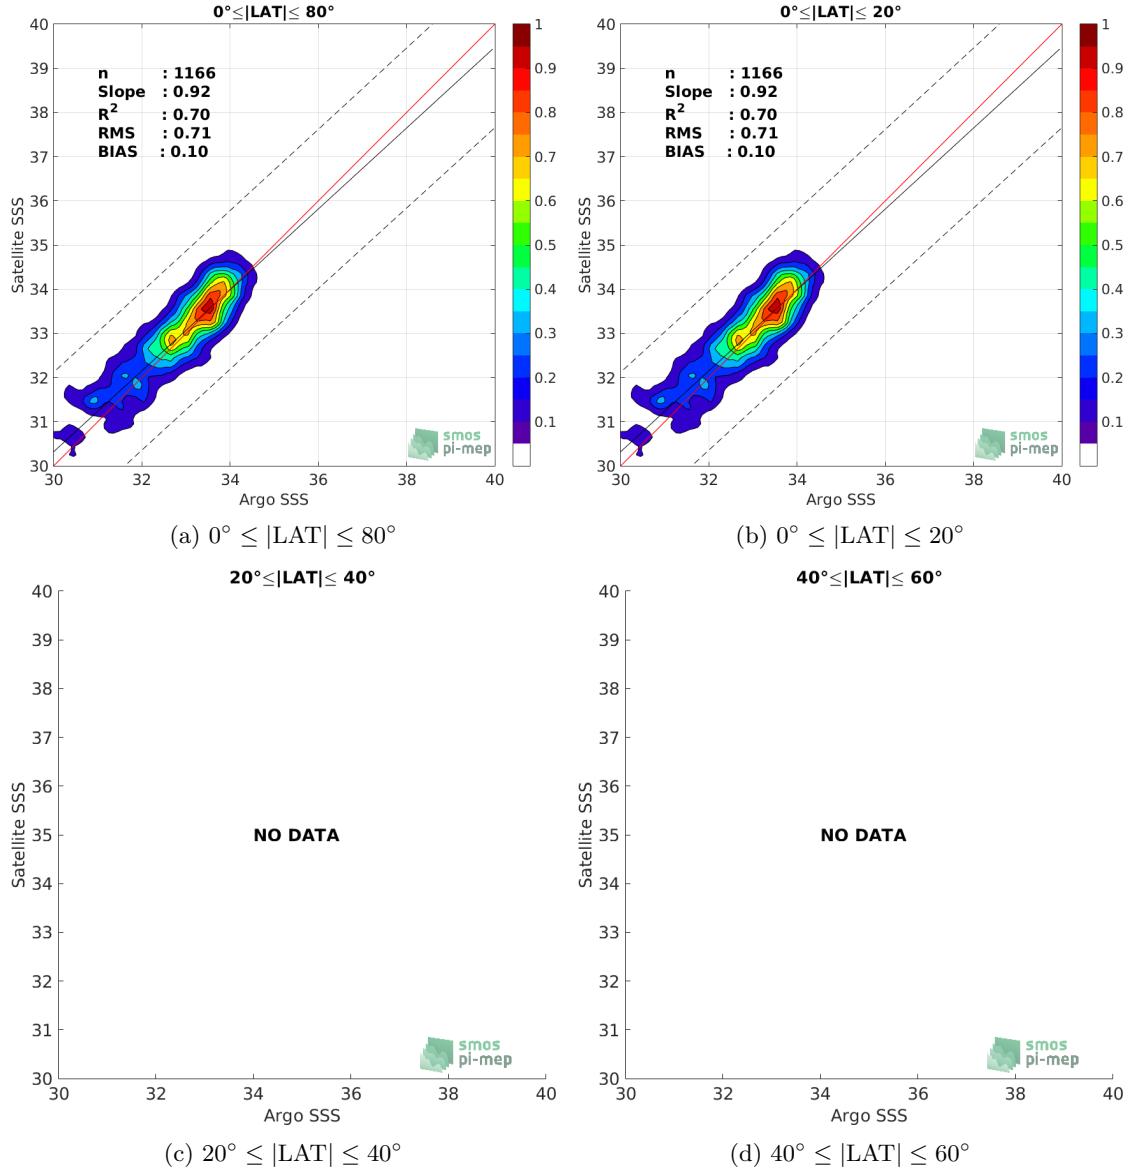 0°≤|LAT|≤ 80°
40
39
38
37
36
35
34
33
32
31
30
Satellite SSS
n : 1166
Slope : 0.92
R² : 0.70
RMS : 0.71
BIAS : 0.10
smos
pi-mep
30 32 34 36 38 40
Argo SSS
1
0.9
0.8
0.7
0.6
0.5
0.4
0.3
0.2
0.1
(a) 0° ≤ |LAT| ≤ 80°
0°≤|LAT|≤ 20°
40
39
38
37
36
35
34
33
32
31
30
Satellite SSS
n : 1166
Slope : 0.92
R² : 0.70
RMS : 0.71
BIAS : 0.10
smos
pi-mep
30 32 34 36 38 40
Argo SSS
1
0.9
0.8
0.7
0.6
0.5
0.4
0.3
0.2
0.1
(b) 0° ≤ |LAT| ≤ 20°
20°≤|LAT|≤ 40°
40
39
38
37
36
35
34
33
32
31
30
Satellite SSS
NO DATA
smos
pi-mep
30 32 34 36 38 40
Argo SSS
(c) 20° ≤ |LAT| ≤ 40°
40°≤|LAT|≤ 60°
40
39
38
37
36
35
34
33
32
31
30
Satellite SSS
NO DATA
smos
pi-mep
30 32 34 36 38 40
Argo SSS
(d) 40° ≤ |LAT| ≤ 60°